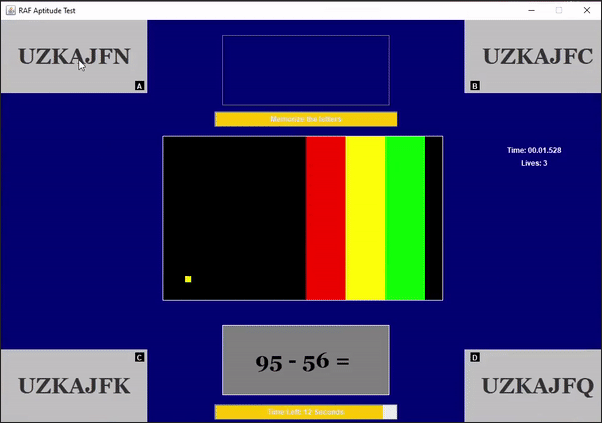 RAF Aptitude Test
UZKAJFN
A
UZKAJFC
B
Memorize the letters
Time: 00.01.528
Lives: 3
95 - 56 =
C
UZKAJFK
D
UZKAJFQ
Time Left: 12 Seconds